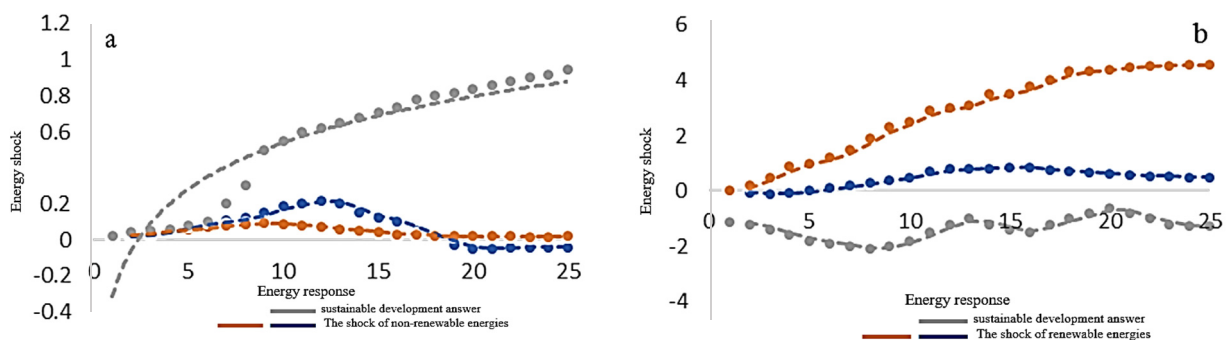 a
1.2
1
0.8
0.6
0.2
0
-0.2
-0.4
Energy shock
0 5 10 15 20 25
Energy response
sustainable development answer
The shock of non-renewable energies
b
6
4
2
0
-2
-4
Energy shock
0 5 10 15 20 25
Energy response
sustainable development answer
The shock of renewable energies